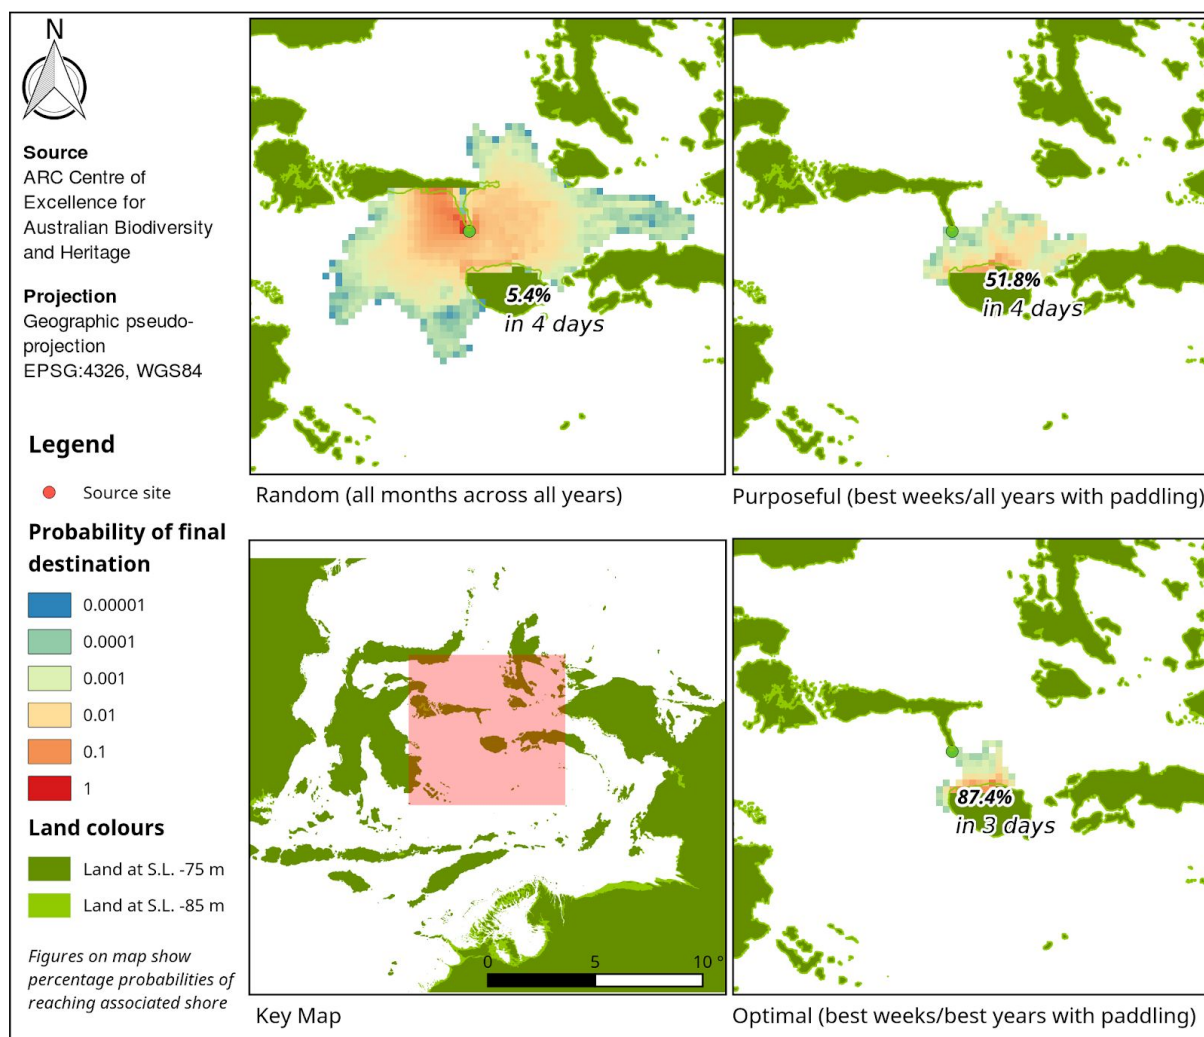 N
Source
ARC Centre of
Excellence for
Australian Biodiversity
and Heritage
Projection
Geographic pseudo-
projection
EPSG:4326, WGS84
Legend
Source site
Probability of final
destination
0.00001
0.0001
0.001
0.01
0.1
1
Land colours
Land at S.L. -75 m
Land at S.L. -85 m
Figures on map show
percentage probabilities of
reaching associated shore
5.4%
in 4 days
Random (all months across all years)
51.8%
in 4 days
Purposeful (best weeks/all years with paddling)
0 5 10 °
Key Map
87.4%
in 3 days
Optimal (best weeks/best years with paddling)